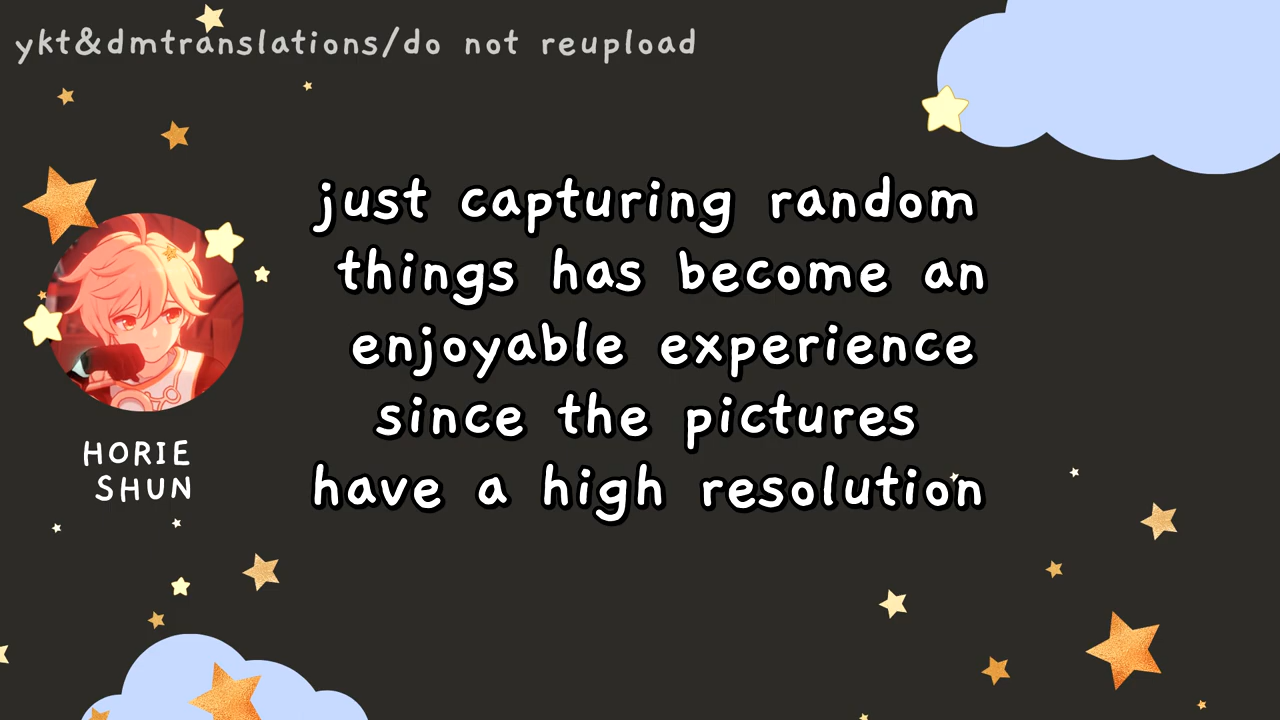 ykt&dmtranslations/do not reupload
just capturing random
things has become an
enjoyable experience
since the pictures
have a high resolution
HORIE
SHUN